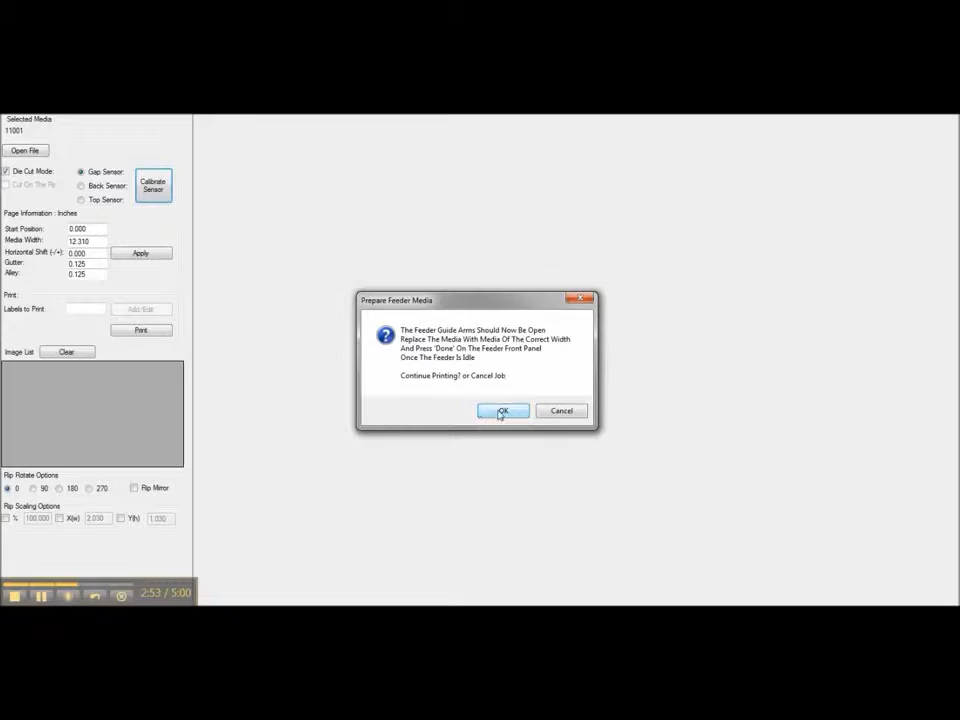 Selected Media
11001
Open File
Die Cut Mode:
Gap Sensor:
Back Sensor:
Top Sensor:
Calibrate
Sensor
Page Information : Inches
Start Position: 0.000
Media Width: 12.310
Horizontal Shift (-/+): 0.000
Apply
Gutter: 0.125
Alley: 0.125
Print:
Labels to Print
Add/Edit
Print
Image List
Clear
Rip Rotate Options
0 90 180 270 Rip Mirror
Rip Scaling Options
% 100.000 X(w) 2.030 Y(h) 1.030
2:53 / 5:00
Prepare Feeder Media
The Feeder Guide Arms Should Now Be Open
Replace The Media With Media Of The Correct Width
And Press 'Done' On The Feeder Front Panel
Once The Feeder Is Idle
Continue Printing? or Cancel Job
OK
Cancel